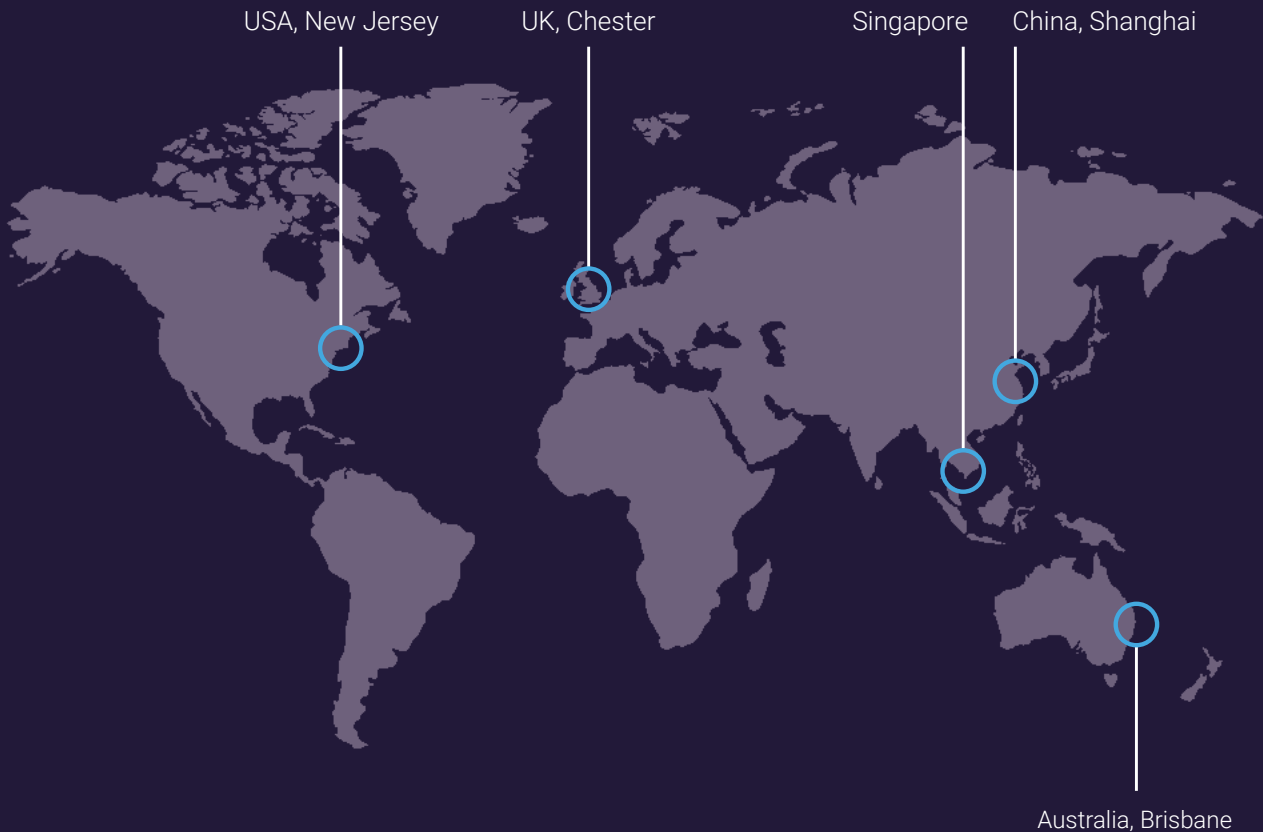 USA, New Jersey
UK, Chester
Singapore
China, Shanghai
Australia, Brisbane